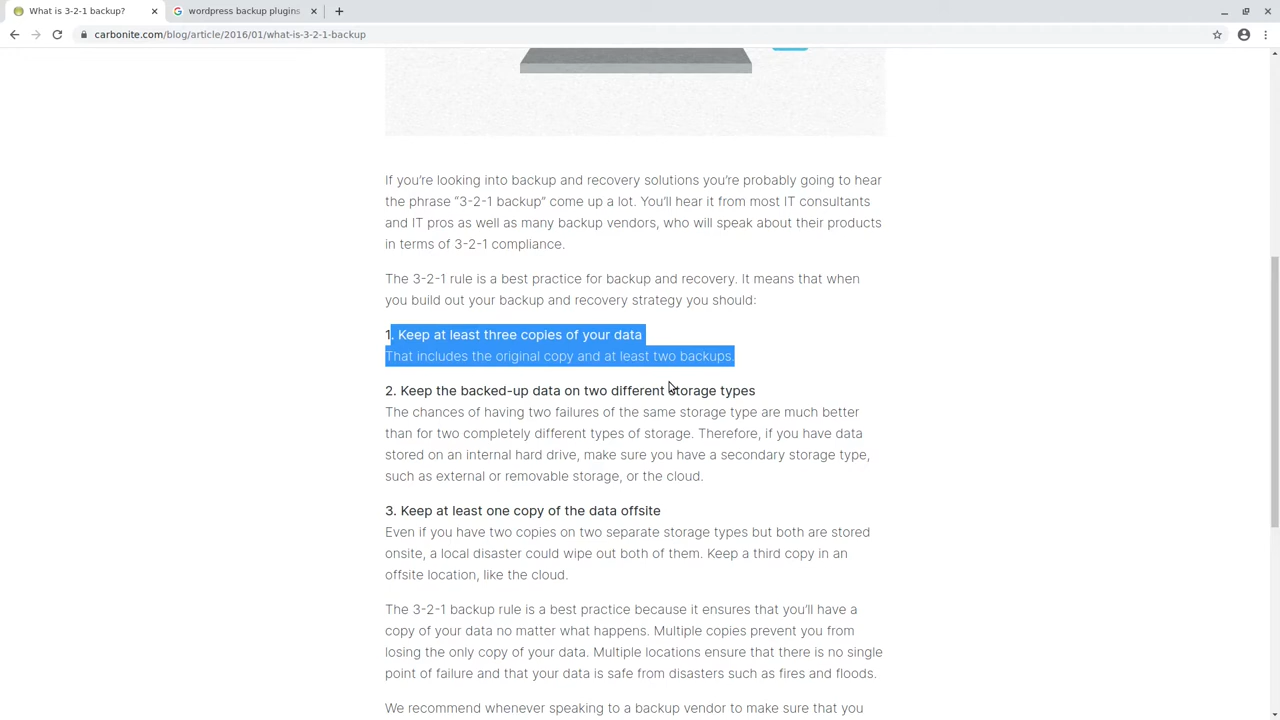 What is 3-2-1 backup?
wordpress backup plugins
carbonite.com/blog/article/2016/01/what-is-3-2-1-backup
If you’re looking into backup and recovery solutions you’re probably going to hear
the phrase “3-2-1 backup” come up a lot. You’ll hear it from most IT consultants
and IT pros as well as many backup vendors, who will speak about their products
in terms of 3-2-1 compliance.
The 3-2-1 rule is a best practice for backup and recovery. It means that when
you build out your backup and recovery strategy you should:
1. Keep at least three copies of your data
That includes the original copy and at least two backups.
2. Keep the backed-up data on two different storage types
The chances of having two failures of the same storage type are much better
than for two completely different types of storage. Therefore, if you have data
stored on an internal hard drive, make sure you have a secondary storage type,
such as external or removable storage, or the cloud.
3. Keep at least one copy of the data offsite
Even if you have two copies on two separate storage types but both are stored
onsite, a local disaster could wipe out both of them. Keep a third copy in an
offsite location, like the cloud.
The 3-2-1 backup rule is a best practice because it ensures that you’ll have a
copy of your data no matter what happens. Multiple copies prevent you from
losing the only copy of your data. Multiple locations ensure that there is no single
point of failure and that your data is safe from disasters such as fires and floods.
We recommend whenever speaking to a backup vendor to make sure that you